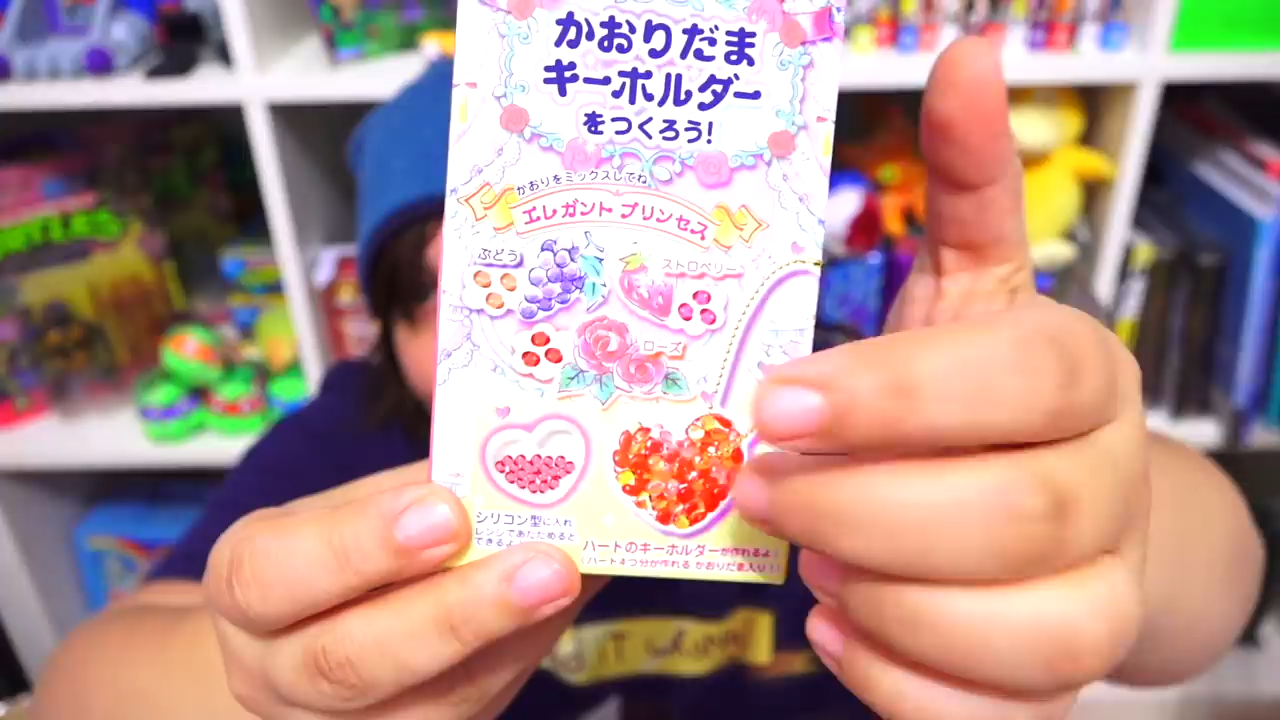 かおりだま
キーホルダー
をつくろう!
かおりをミックスしてね
エレガント プリンセス
ぶどう
ストロベリー
ローズ
シリコン型に入れ
レンジであたためると
できるよ
ハートのキーホルダーが作れるよ!
(ハート4つ分が作れる かおりだま入り!)